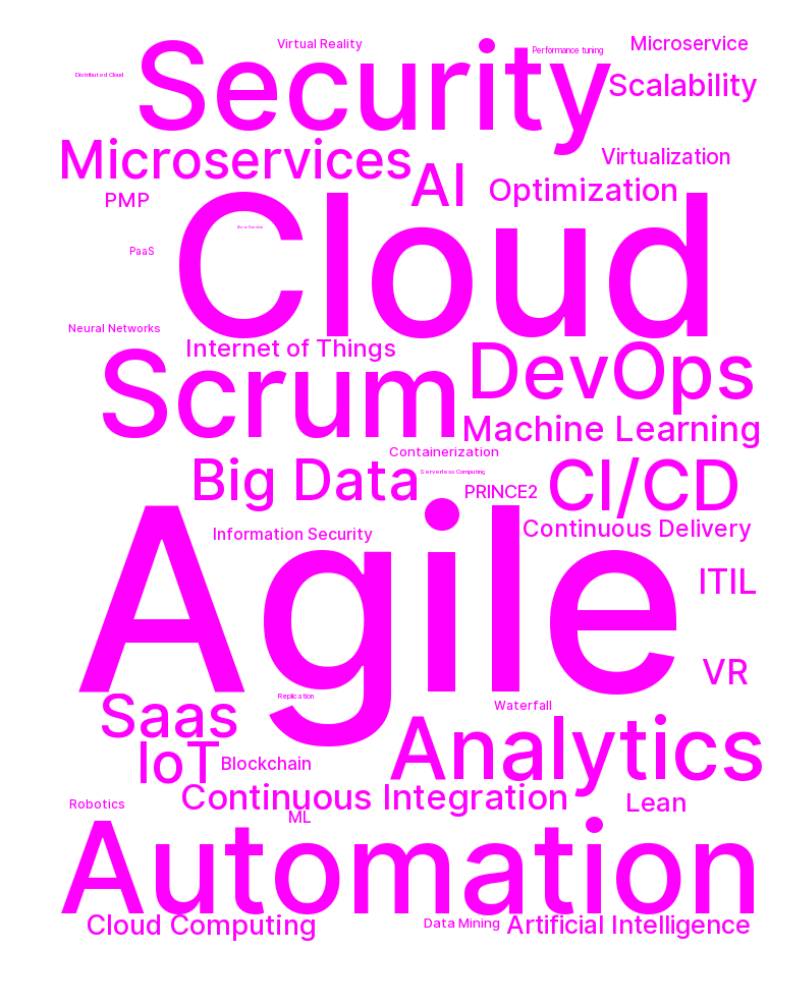 Virtual Reality
Performance tuning
Microservice
Distributed Cloud
Security
Scalability
Microservices
AI
Virtualization
PMP
Optimization
Cloud
PaaS
Neural Networks
Internet of Things
DevOps
Scrum
Machine Learning
Containerization
Big Data
Serverless Computing
PRINCE2
CI/CD
Information Security
Continuous Delivery
Agile
ITIL
VR
Saas
Replication
Waterfall
Analytics
IoT
Blockchain
Continuous Integration
Robotics
ML
Lean
Automation
Cloud Computing
Data Mining
Artificial Intelligence